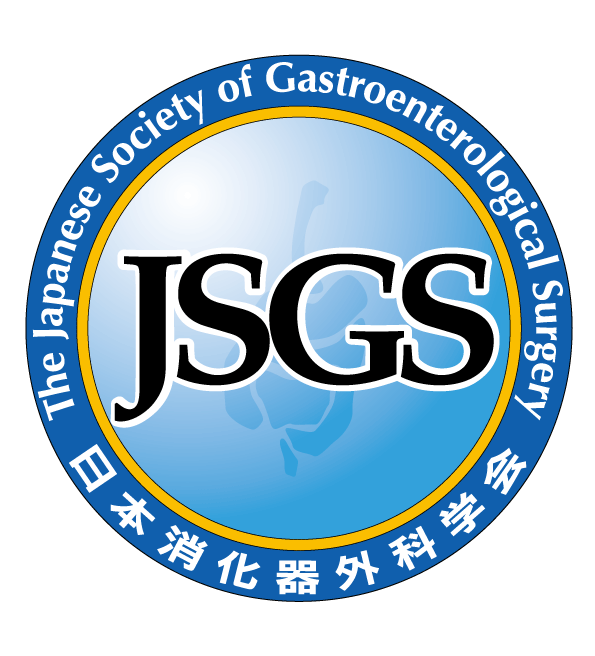 The Japanese Society of Gastroenterological Surgery
JSGS
日本消化器外科学会